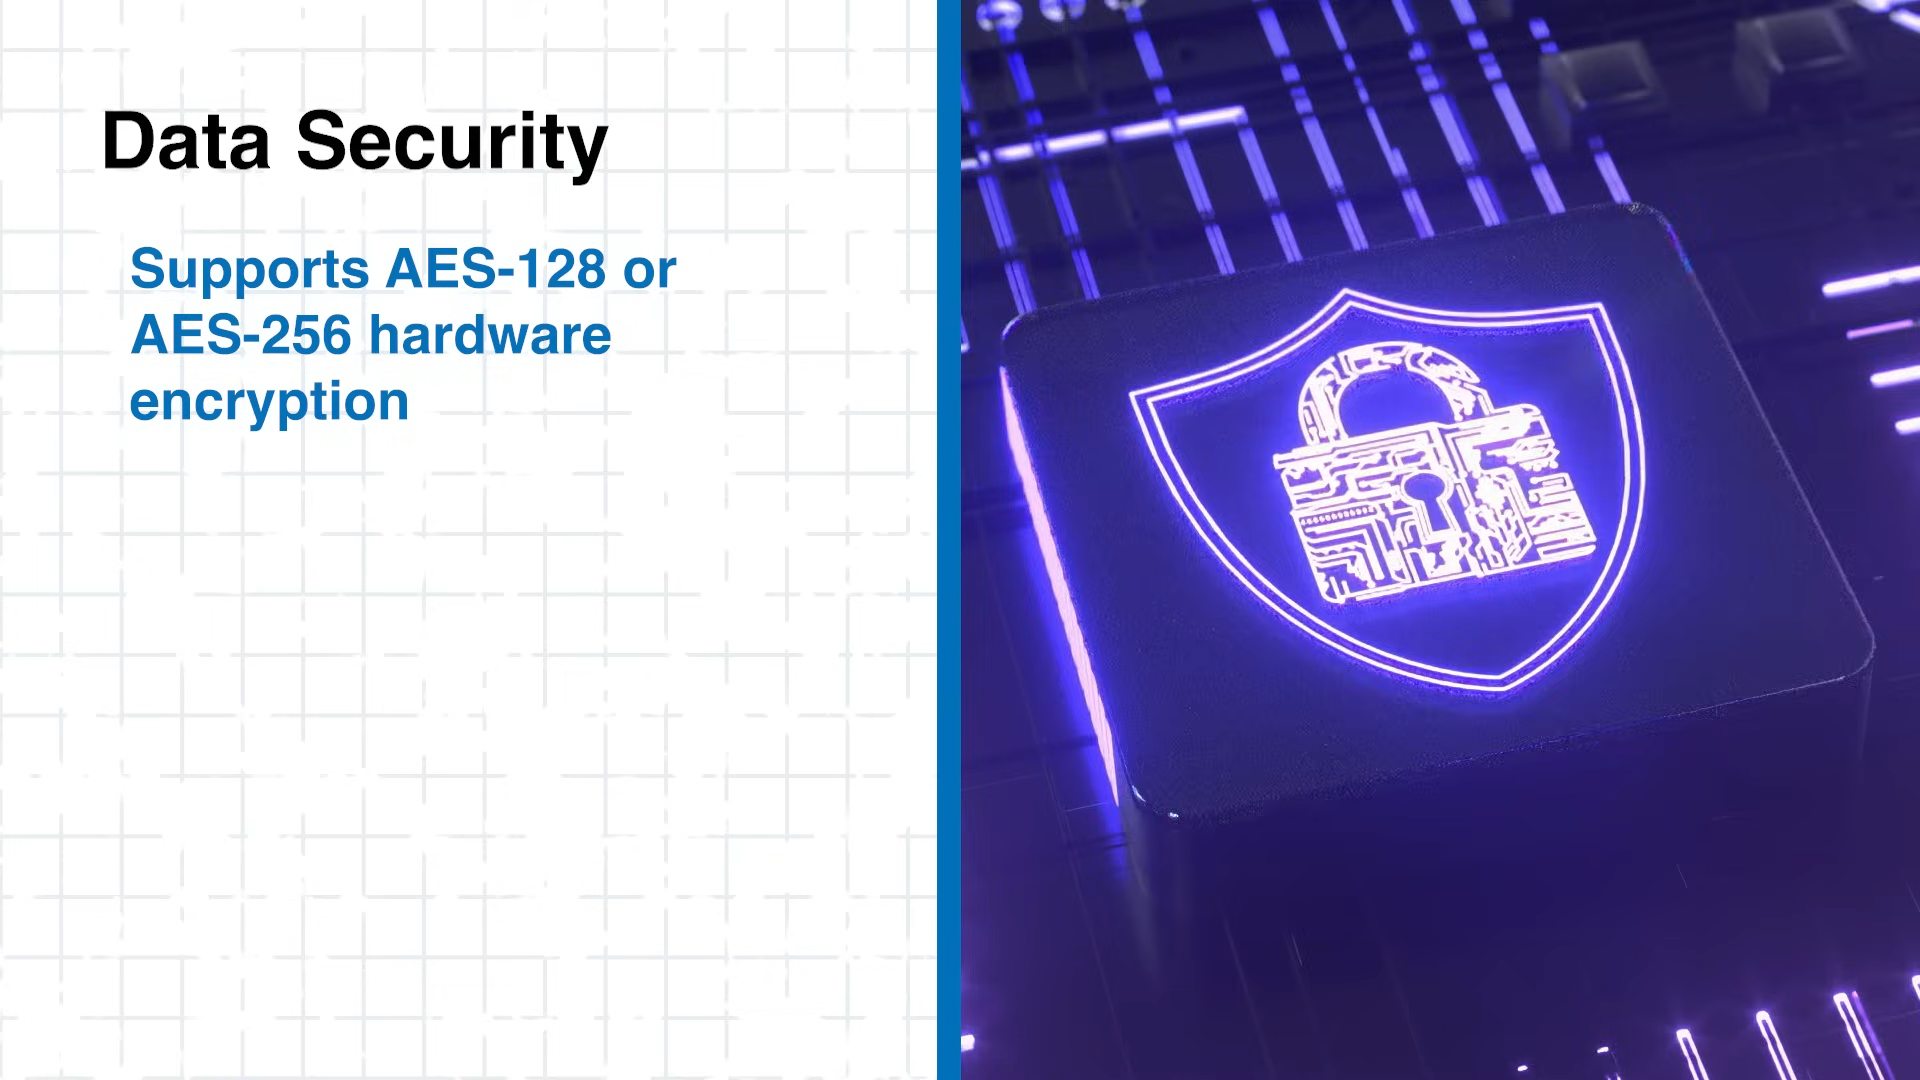 Data Security
Supports AES-128 or
AES-256 hardware
encryption